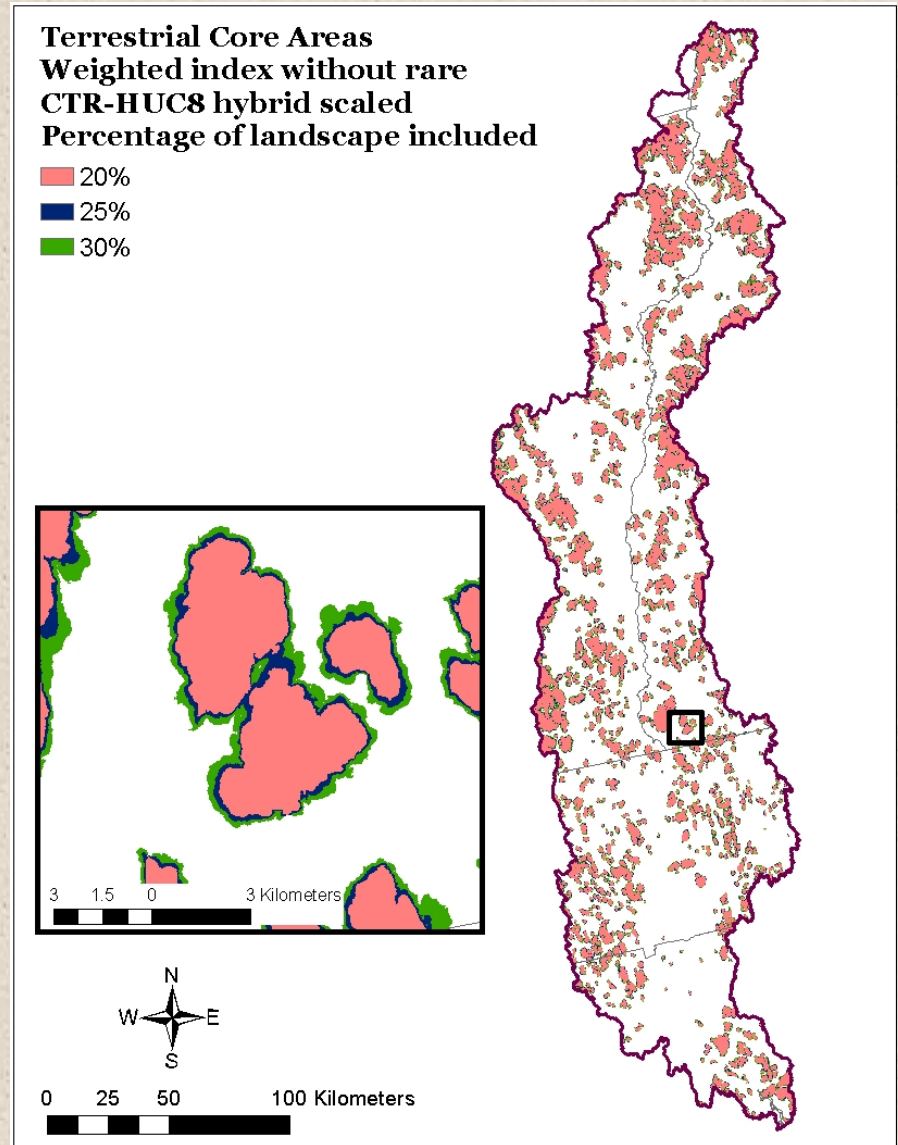 Terrestrial Core Areas
Weighted index without rare
CTR-HUC8 hybrid scaled
Percentage of landscape included
20%
25%
30%
3 1.5 0 3 Kilometers
N
W E
S
0 25 50 100 Kilometers